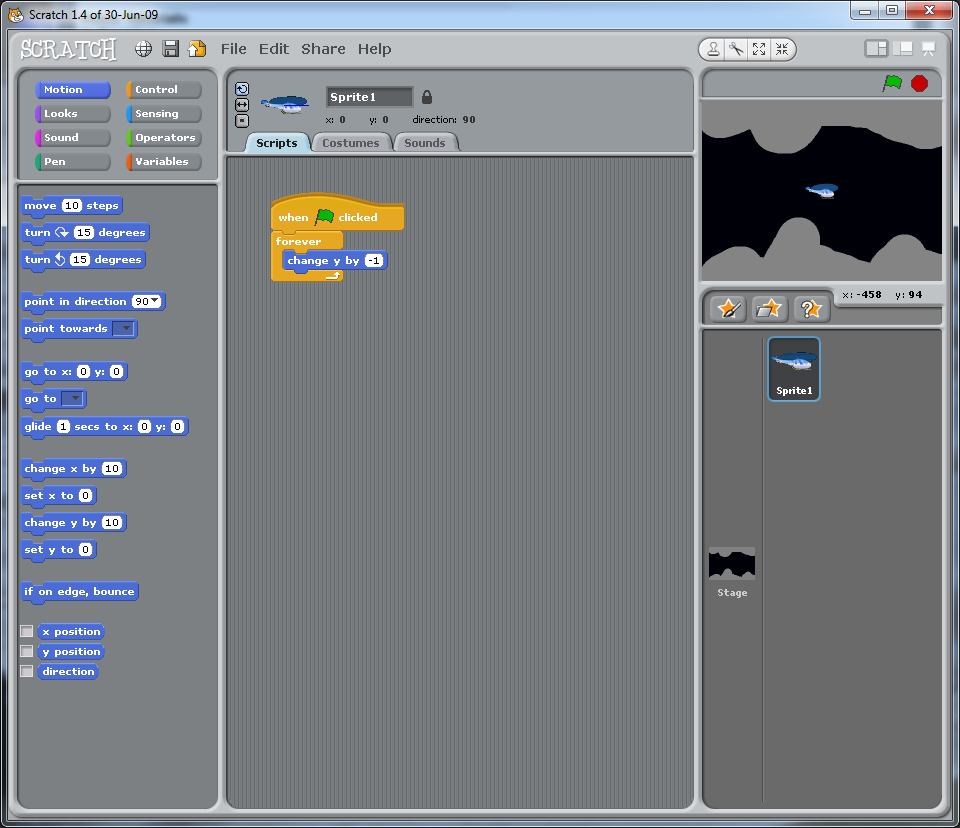 Scratch 1.4 of 30-Jun-09
SCRATCH File Edit Share Help
Motion Control
Looks Sensing
Sound Operators
Pen Variables
Sprite1
x: 0 y: 0 direction: 90
Scripts Costumes Sounds
move 10 steps
turn 15 degrees
turn 15 degrees
point in direction 90
point towards
go to x: 0 y: 0
go to
glide 1 secs to x: 0 y: 0
change x by 10
set x to 0
change y by 10
set y to 0
if on edge, bounce
x position
y position
direction
when clicked
forever
change y by -1
x: -458 y: 94
Sprite1
Stage